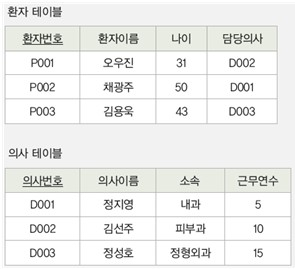 환자 테이블
환자번호 환자이름 나이 담당의사
P001 오우진 31 D002
P002 채광주 50 D001
P003 김용욱 43 D003
의사 테이블
의사번호 의사이름 소속 근무연수
D001 정지영 내과 5
D002 김선주 피부과 10
D003 정성호 정형외과 15